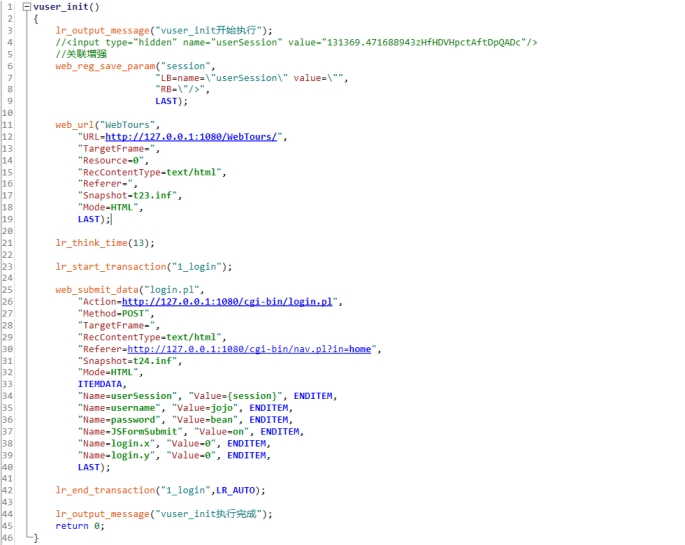 1 vuser_init()
2 {
3 lr_output_message("vuser_init开始执行");
4 //<input type="hidden" name="userSession" value="131369.471688943zHfHDVHpctAftDpQADc"/>
5 //关联增强
6 web_reg_save_param("session",
7 "LB=name=\"userSession\" value=\"",
8 "RB=\"/>",
9 LAST);
10
11 web_url("WebTours",
12 "URL=http://127.0.0.1:1080/WebTours/",
13 "TargetFrame=",
14 "Resource=0",
15 "RecContentType=text/html",
16 "Referer=",
17 "Snapshot=t23.inf",
18 "Mode=HTML",
19 LAST);
20
21 lr_think_time(13);
22
23 lr_start_transaction("1_login");
24
25 web_submit_data("login.pl",
26 "Action=http://127.0.0.1:1080/cgi-bin/login.pl",
27 "Method=POST",
28 "TargetFrame=",
29 "RecContentType=text/html",
30 "Referer=http://127.0.0.1:1080/cgi-bin/nav.pl?in=home",
31 "Snapshot=t24.inf",
32 "Mode=HTML",
33 ITEMDATA,
34 "Name=userSession", "Value={session}", ENDITEM,
35 "Name=username", "Value=jojo", ENDITEM,
36 "Name=password", "Value=bean", ENDITEM,
37 "Name=JSFormSubmit", "Value=on", ENDITEM,
38 "Name=login.x", "Value=0", ENDITEM,
39 "Name=login.y", "Value=0", ENDITEM,
40 LAST);
41
42 lr_end_transaction("1_login",LR_AUTO);
43
44 lr_output_message("vuser_init执行完成");
45 return 0;
46 }